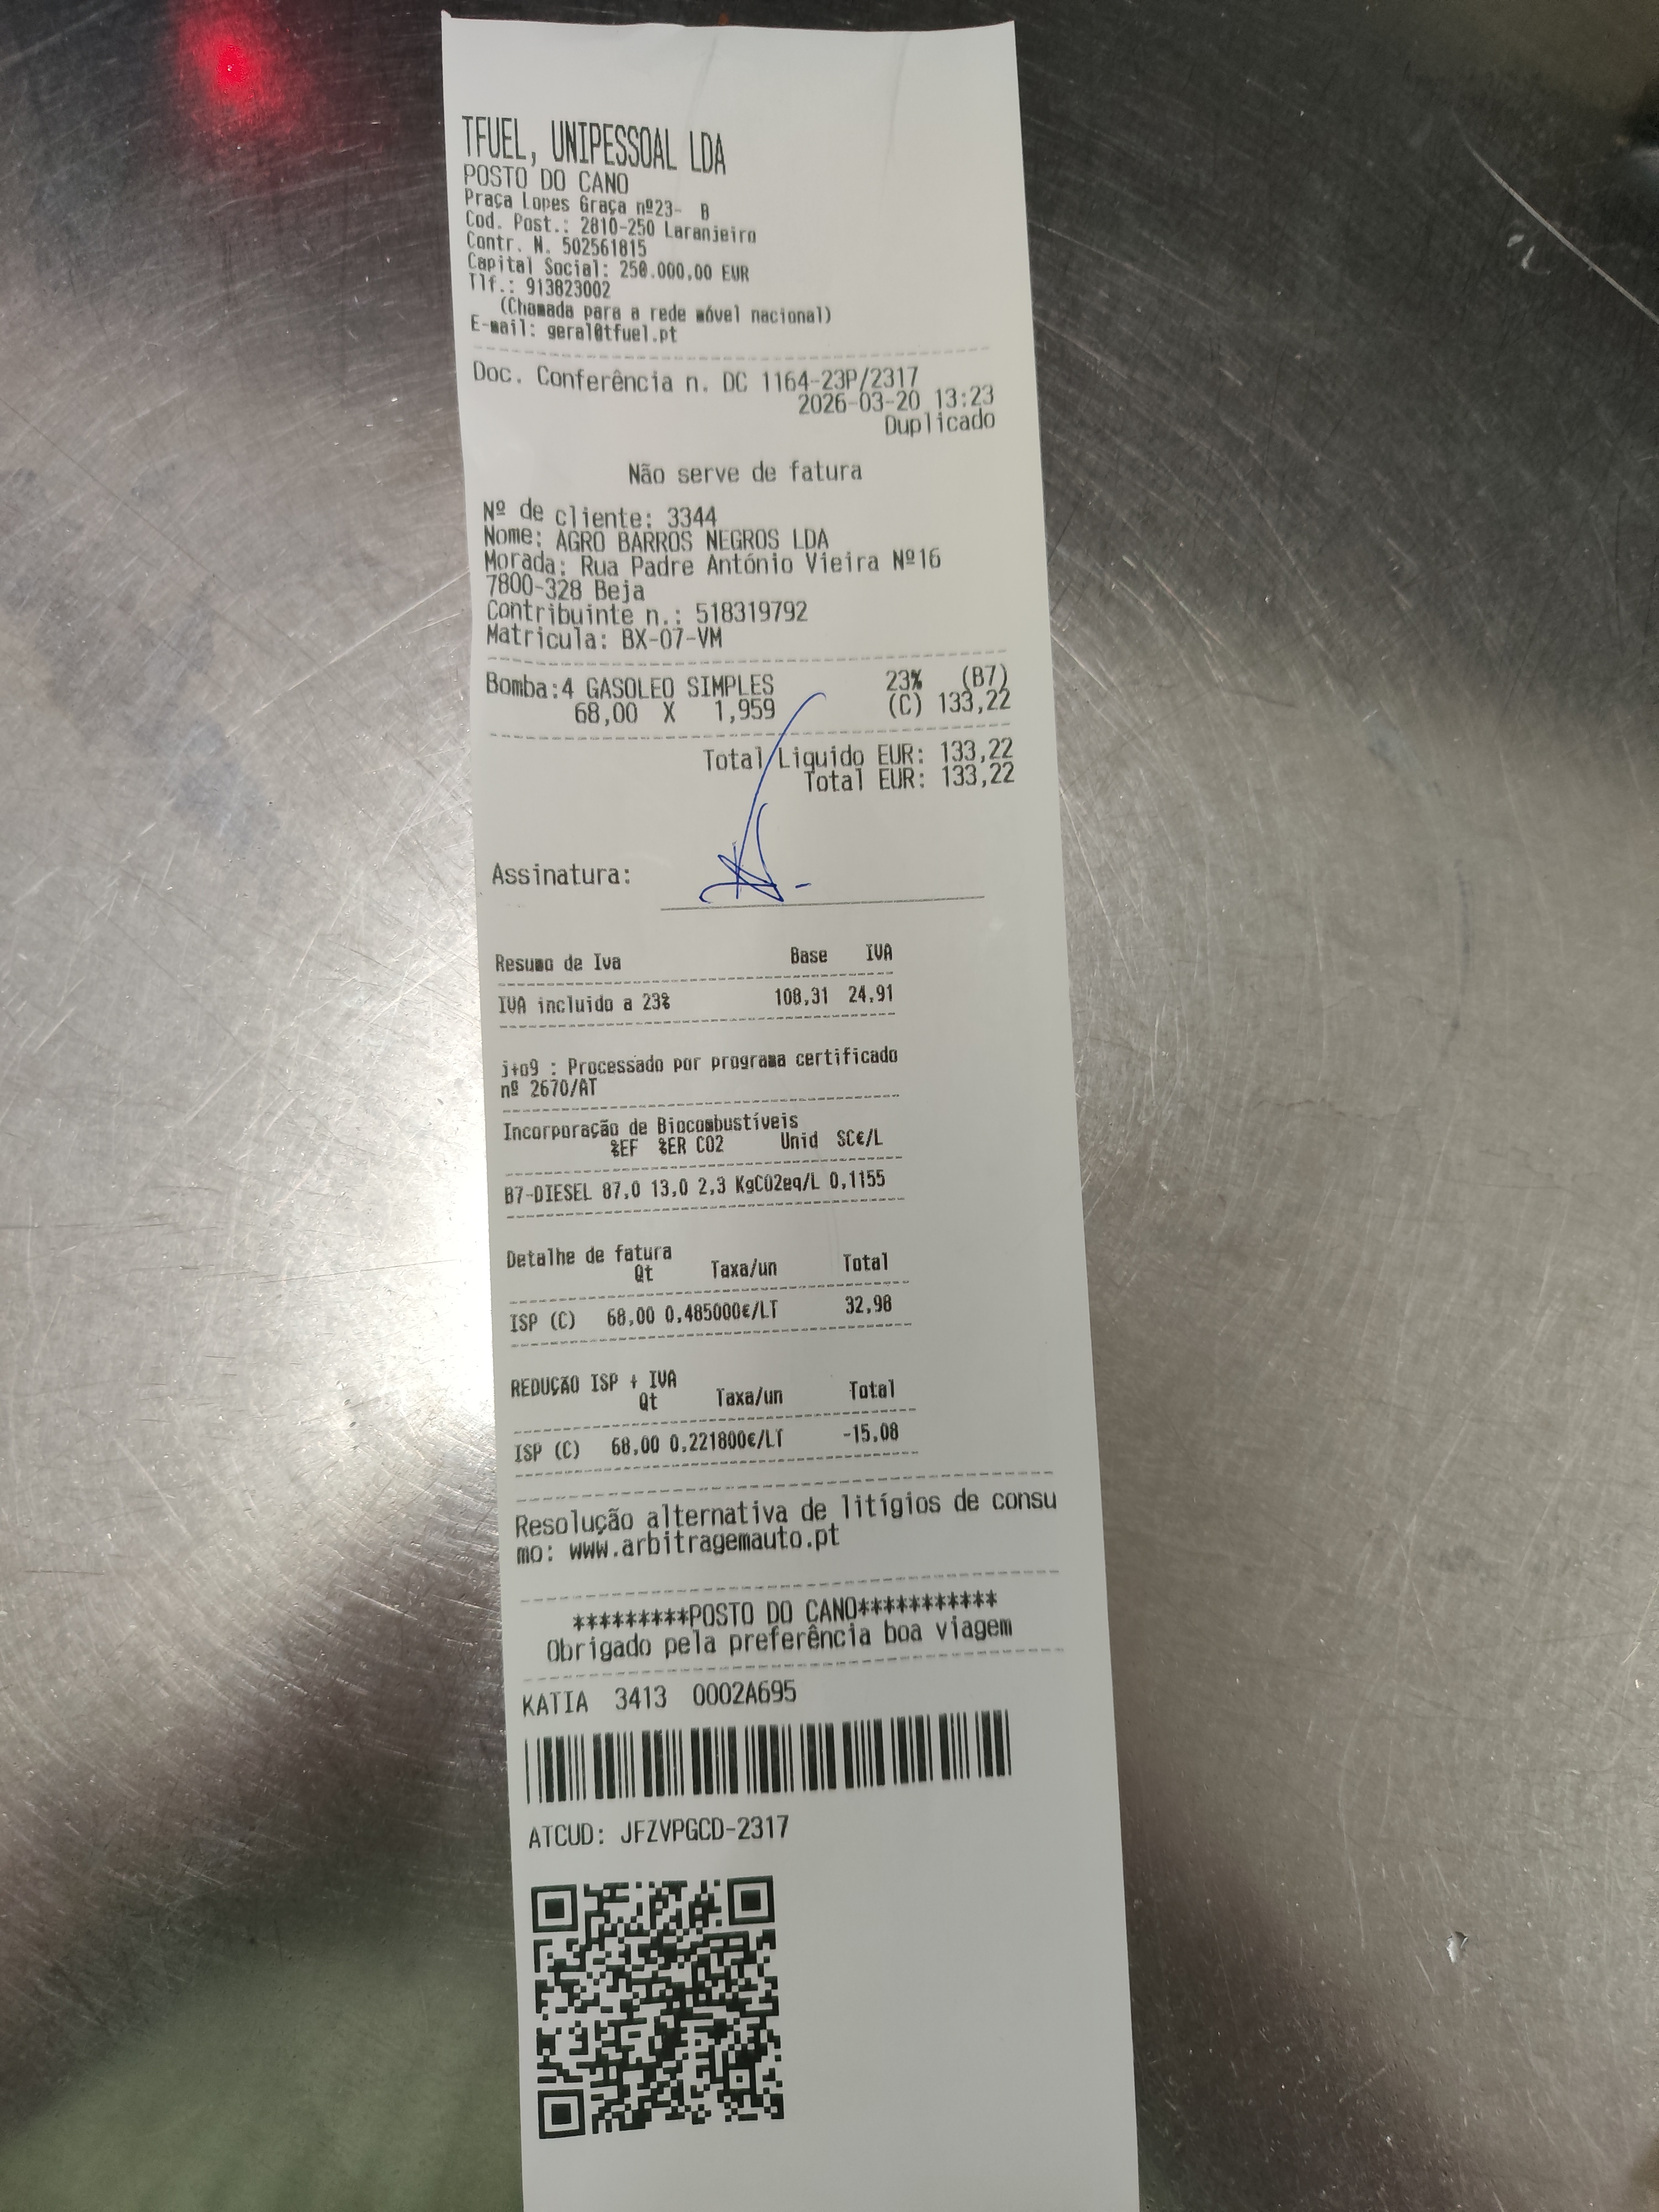 TFUEL, UNIPESSOAL LDA
POSTO DO CANO
Praça Lopes Graça nº23- B
Cod. Post.: 2810-250 Laranjeiro
Contr. N. 502561815
Capital Social: 250.000,00 EUR
Tlf.: 913823002
(Chamada para a rede móvel nacional)
E-mail: geral@tfuel.pt
Doc. Conferência n. DC 1164-23P/2317
2026-03-20 13:23
Duplicado
Não serve de fatura
Nº de cliente: 3344
Nome: AGRO BARROS NEGROS LDA
Morada: Rua Padre António Vieira Nº16
7800-328 Beja
Contribuinte n.: 518319792
Matricula: BX-07-VM
Bomba:4 GASOLEO SIMPLES 23% (B7)
68,00 X 1,959 (C) 133,22
Total Liquido EUR: 133,22
Total EUR: 133,22
Assinatura:
Resumo de Iva Base IVA
IVA incluido a 23% 108,31 24,91
j+o9 : Processado por programa certificado
nº 2670/AT
Incorporação de Biocombustíveis
%EF %ER CO2 Unid SC€/L
B7-DIESEL 87,0 13,0 2,3 KgCO2eq/L 0,1155
Detalhe de fatura
Qt Taxa/un Total
ISP (C) 68,00 0,485000€/LT 32,98
REDUÇÃO ISP + IVA
Qt Taxa/un Total
ISP (C) 68,00 0,221800€/LT -15,08
Resolução alternativa de litígios de consu
mo: www.arbitragemauto.pt
*********POSTO DO CANO***********
Obrigado pela preferência boa viagem
KATIA 3413 0002A695
ATCUD: JFZVPGCD-2317